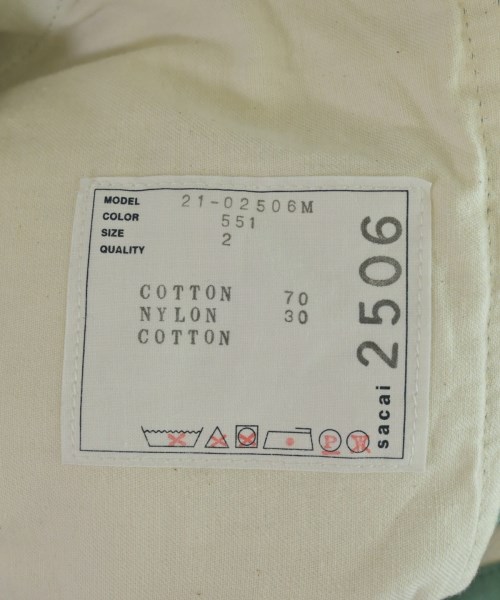 MODEL 21-02506M
COLOR 551
SIZE 2
QUALITY
COTTON 70
NYLON 30
COTTON
P W
sacai 2506